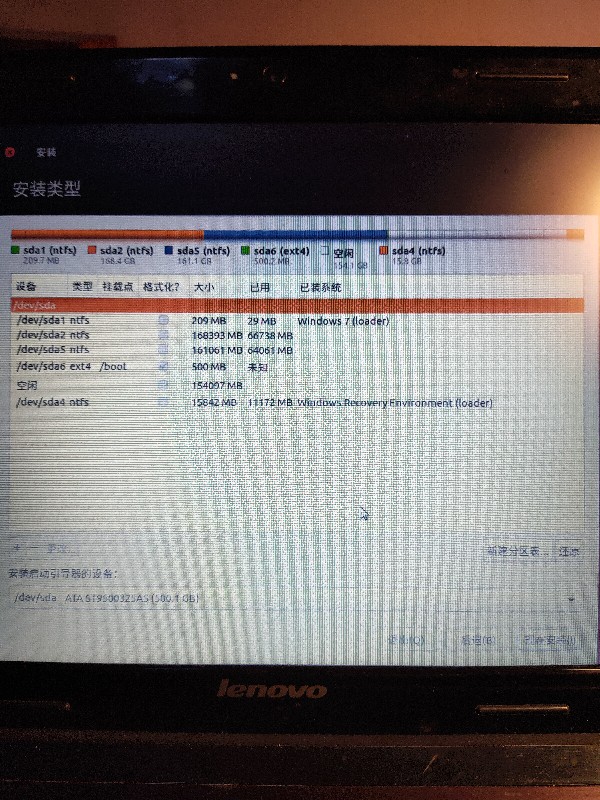 安装
安装类型
sda1 (ntfs) sda2 (ntfs) sda5 (ntfs) sda6 (ext4) 空闲 sda4 (ntfs)
209.7 MB 168.4 GB 161.1 GB 500.2 MB 154.1 GB 15.8 GB
设备 类型 挂载点 格式化? 大小 已用 已装系统
/dev/sda
/dev/sda1 ntfs 209 MB 29 MB Windows 7 (loader)
/dev/sda2 ntfs 168393 MB 66738 MB
/dev/sda5 ntfs 161061 MB 64061 MB
/dev/sda6 ext4 /boot 500 MB 未知
空闲 154097 MB
/dev/sda4 ntfs 15842 MB 11172 MB Windows Recovery Environment (loader)
+ — 更改...
新建分区表... 还原
安装启动引导器的设备:
/dev/sda ATA ST9500325AS (500.1 GB)
退出(Q) 后退(B) 现在安装(I)
lenovo